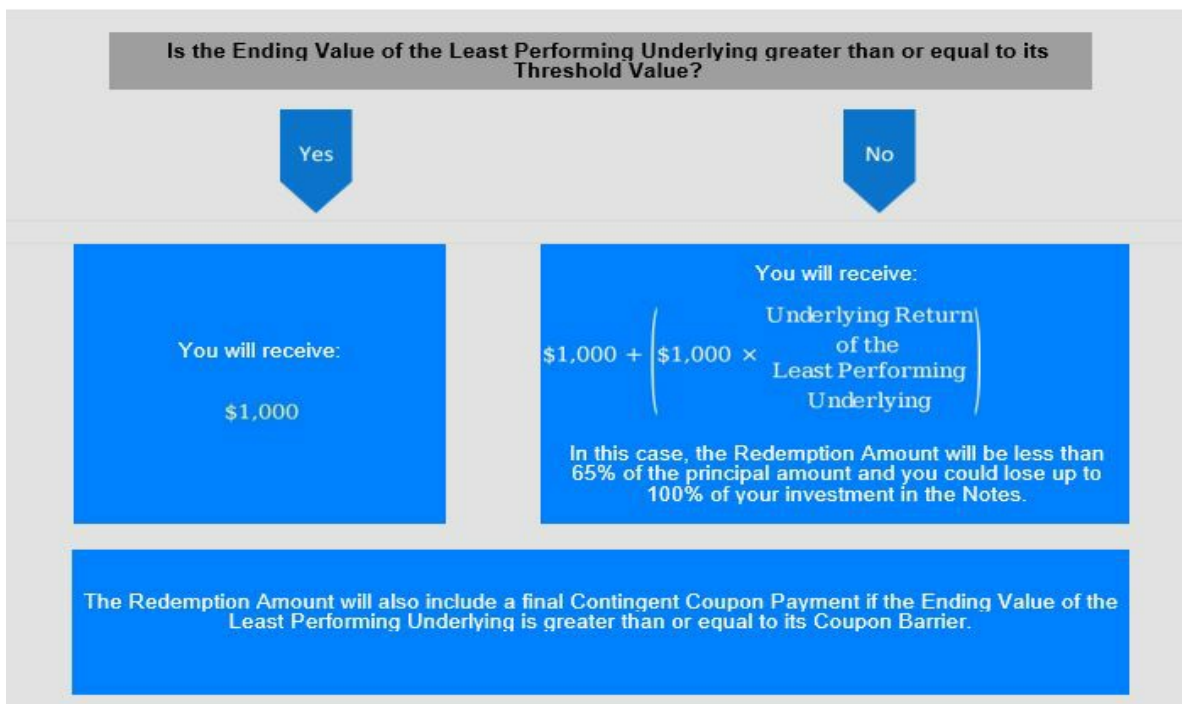 Is the Ending Value of the Least Performing Underlying greater than or equal to its
Threshold Value?
Yes
No
You will receive:
$1,000
You will receive:
$1,000 + ($1,000 × Underlying Return
of the
Least Performing
Underlying)
In this case, the Redemption Amount will be less than
65% of the principal amount and you could lose up to
100% of your investment in the Notes.
The Redemption Amount will also include a final Contingent Coupon Payment if the Ending Value of the
Least Performing Underlying is greater than or equal to its Coupon Barrier.